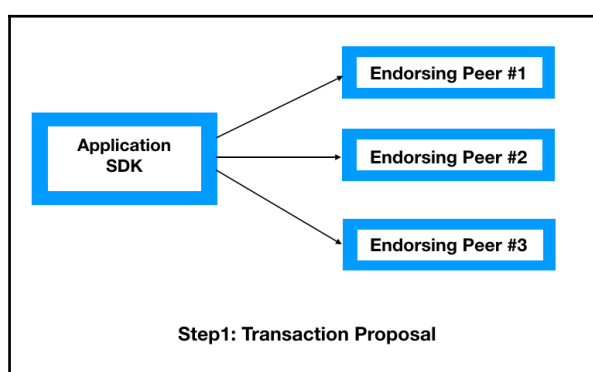 Endorsing Peer #1
Application
SDK
Endorsing Peer #2
Endorsing Peer #3
Step1: Transaction Proposal